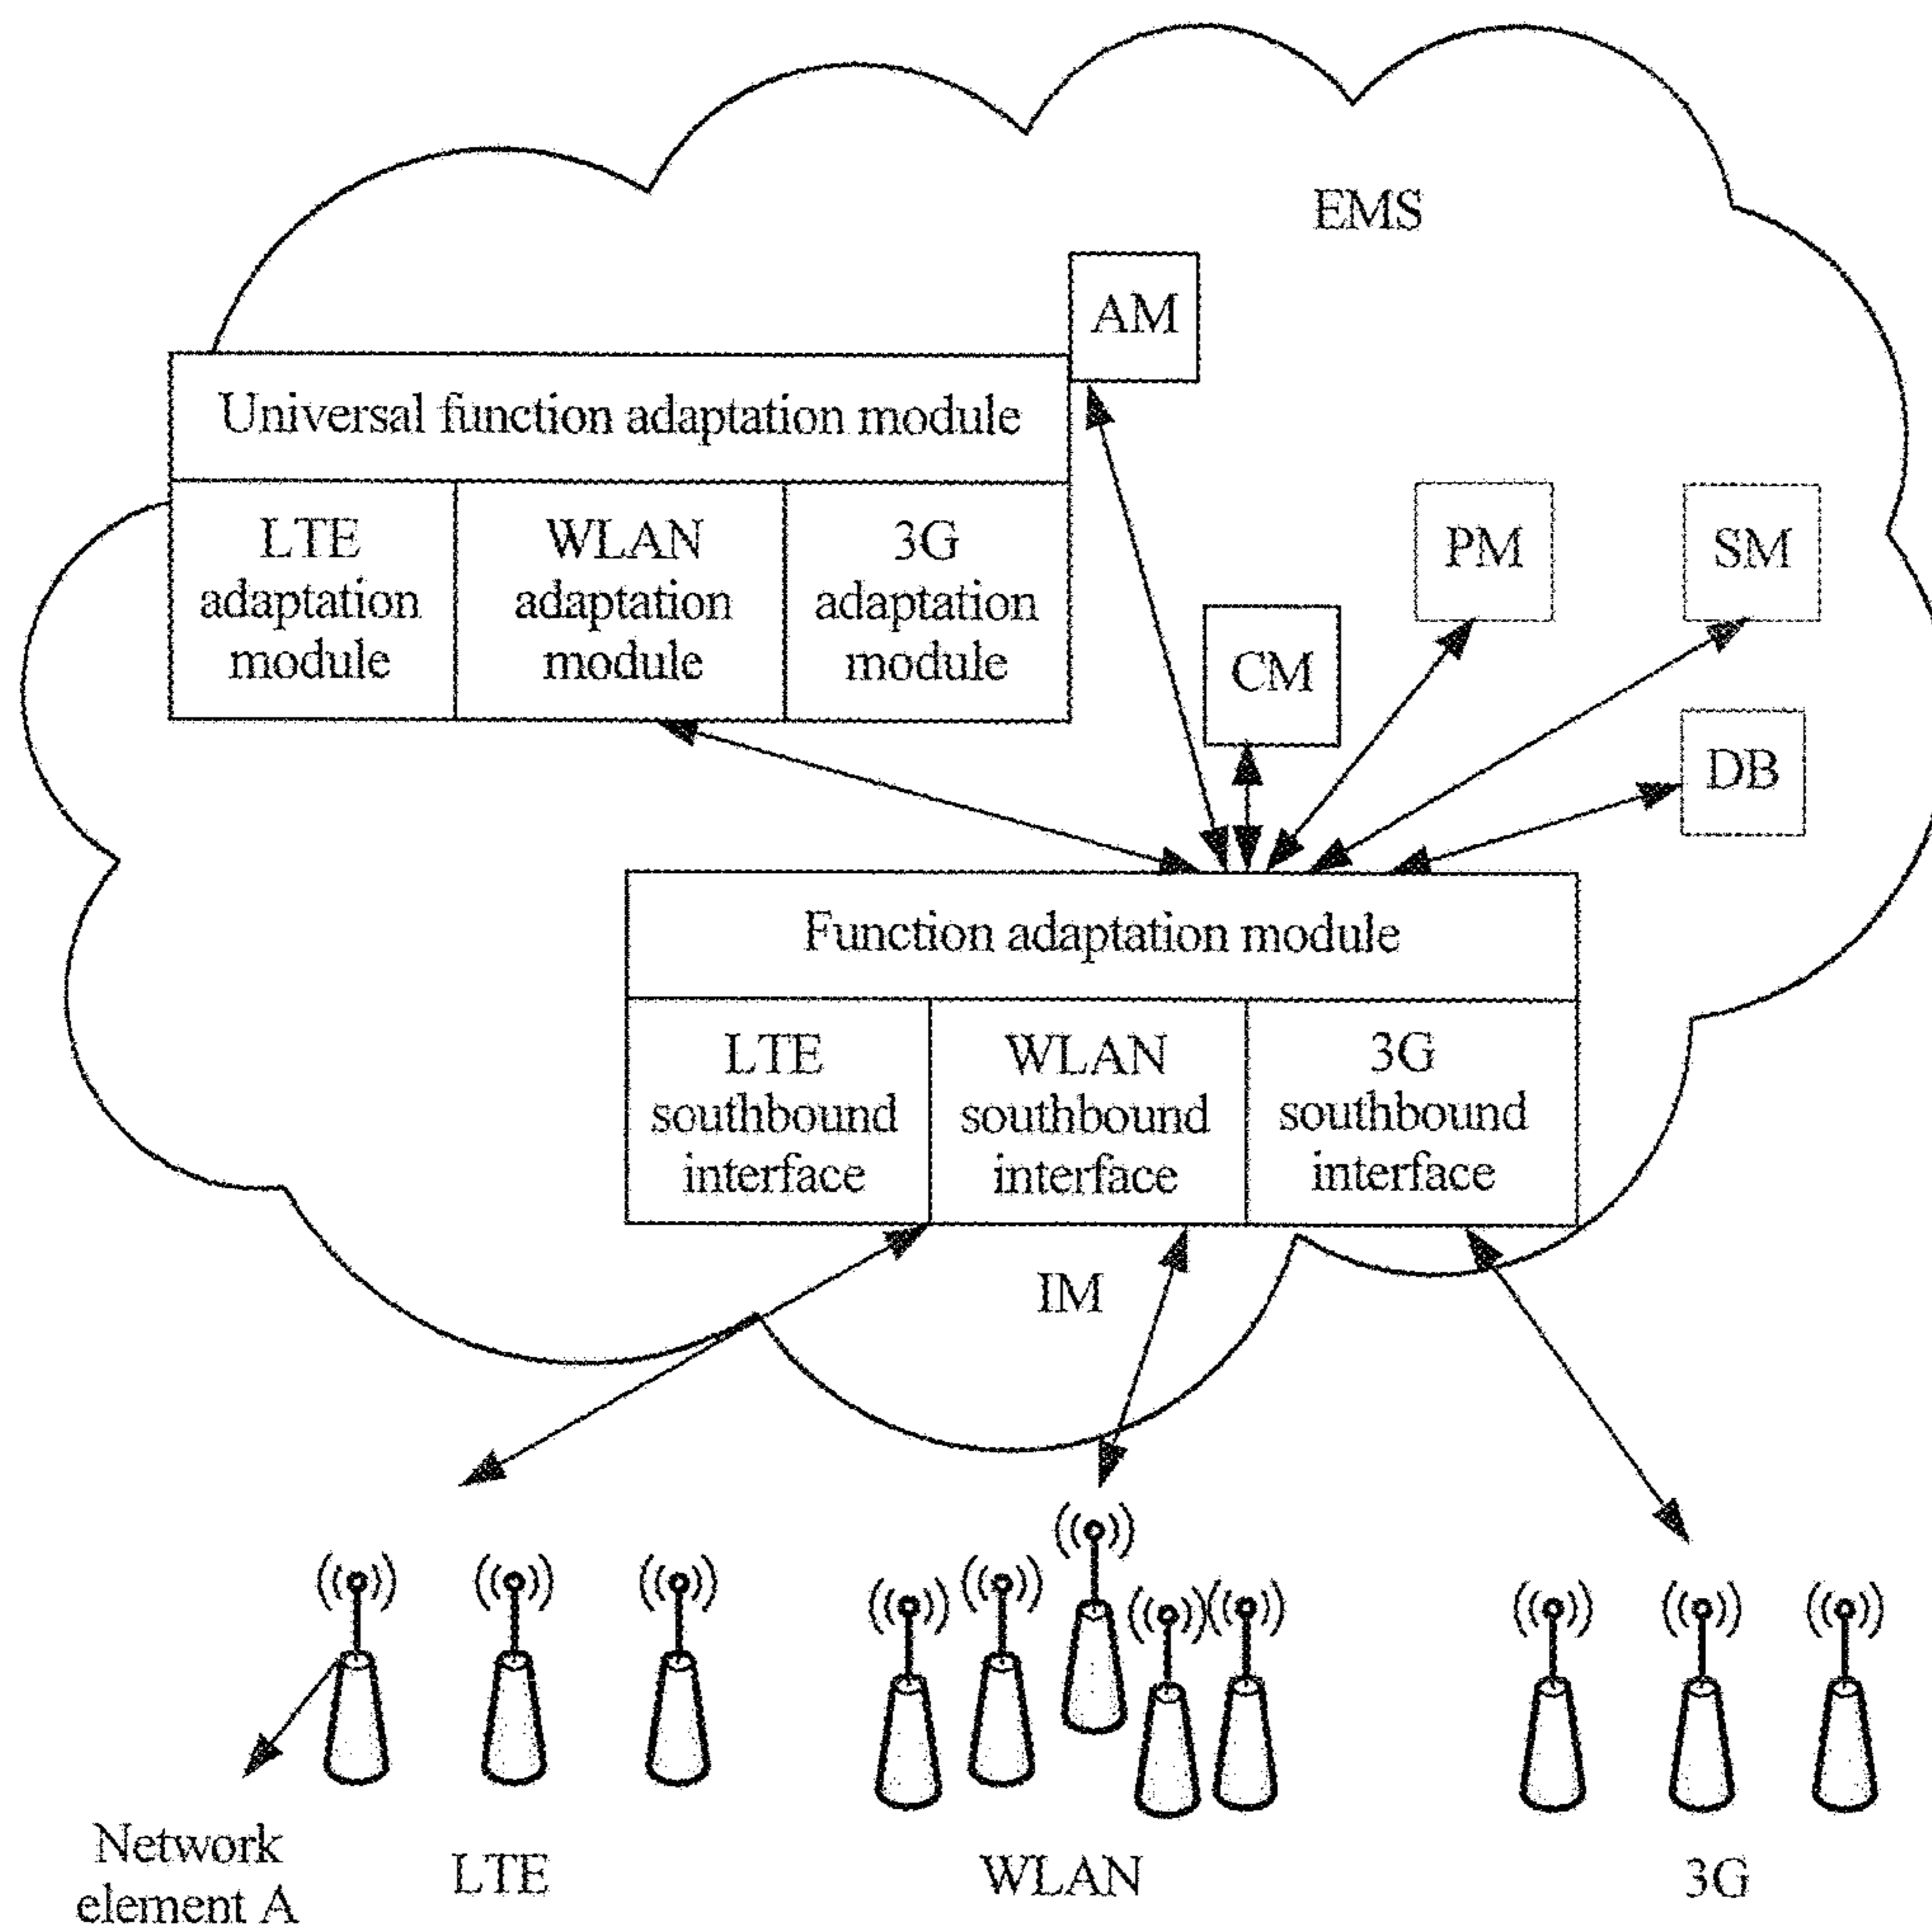 EMS
AM
Universal function adaptation module
LTE
adaptation
module
WLAN
adaptation
module
3G
adaptation
module
PM
SM
CM
DB
Function adaptation module
LTE
southbound
interface
WLAN
southbound
interface
3G
southbound
interface
IM
Network
element A
LTE
WLAN
3G